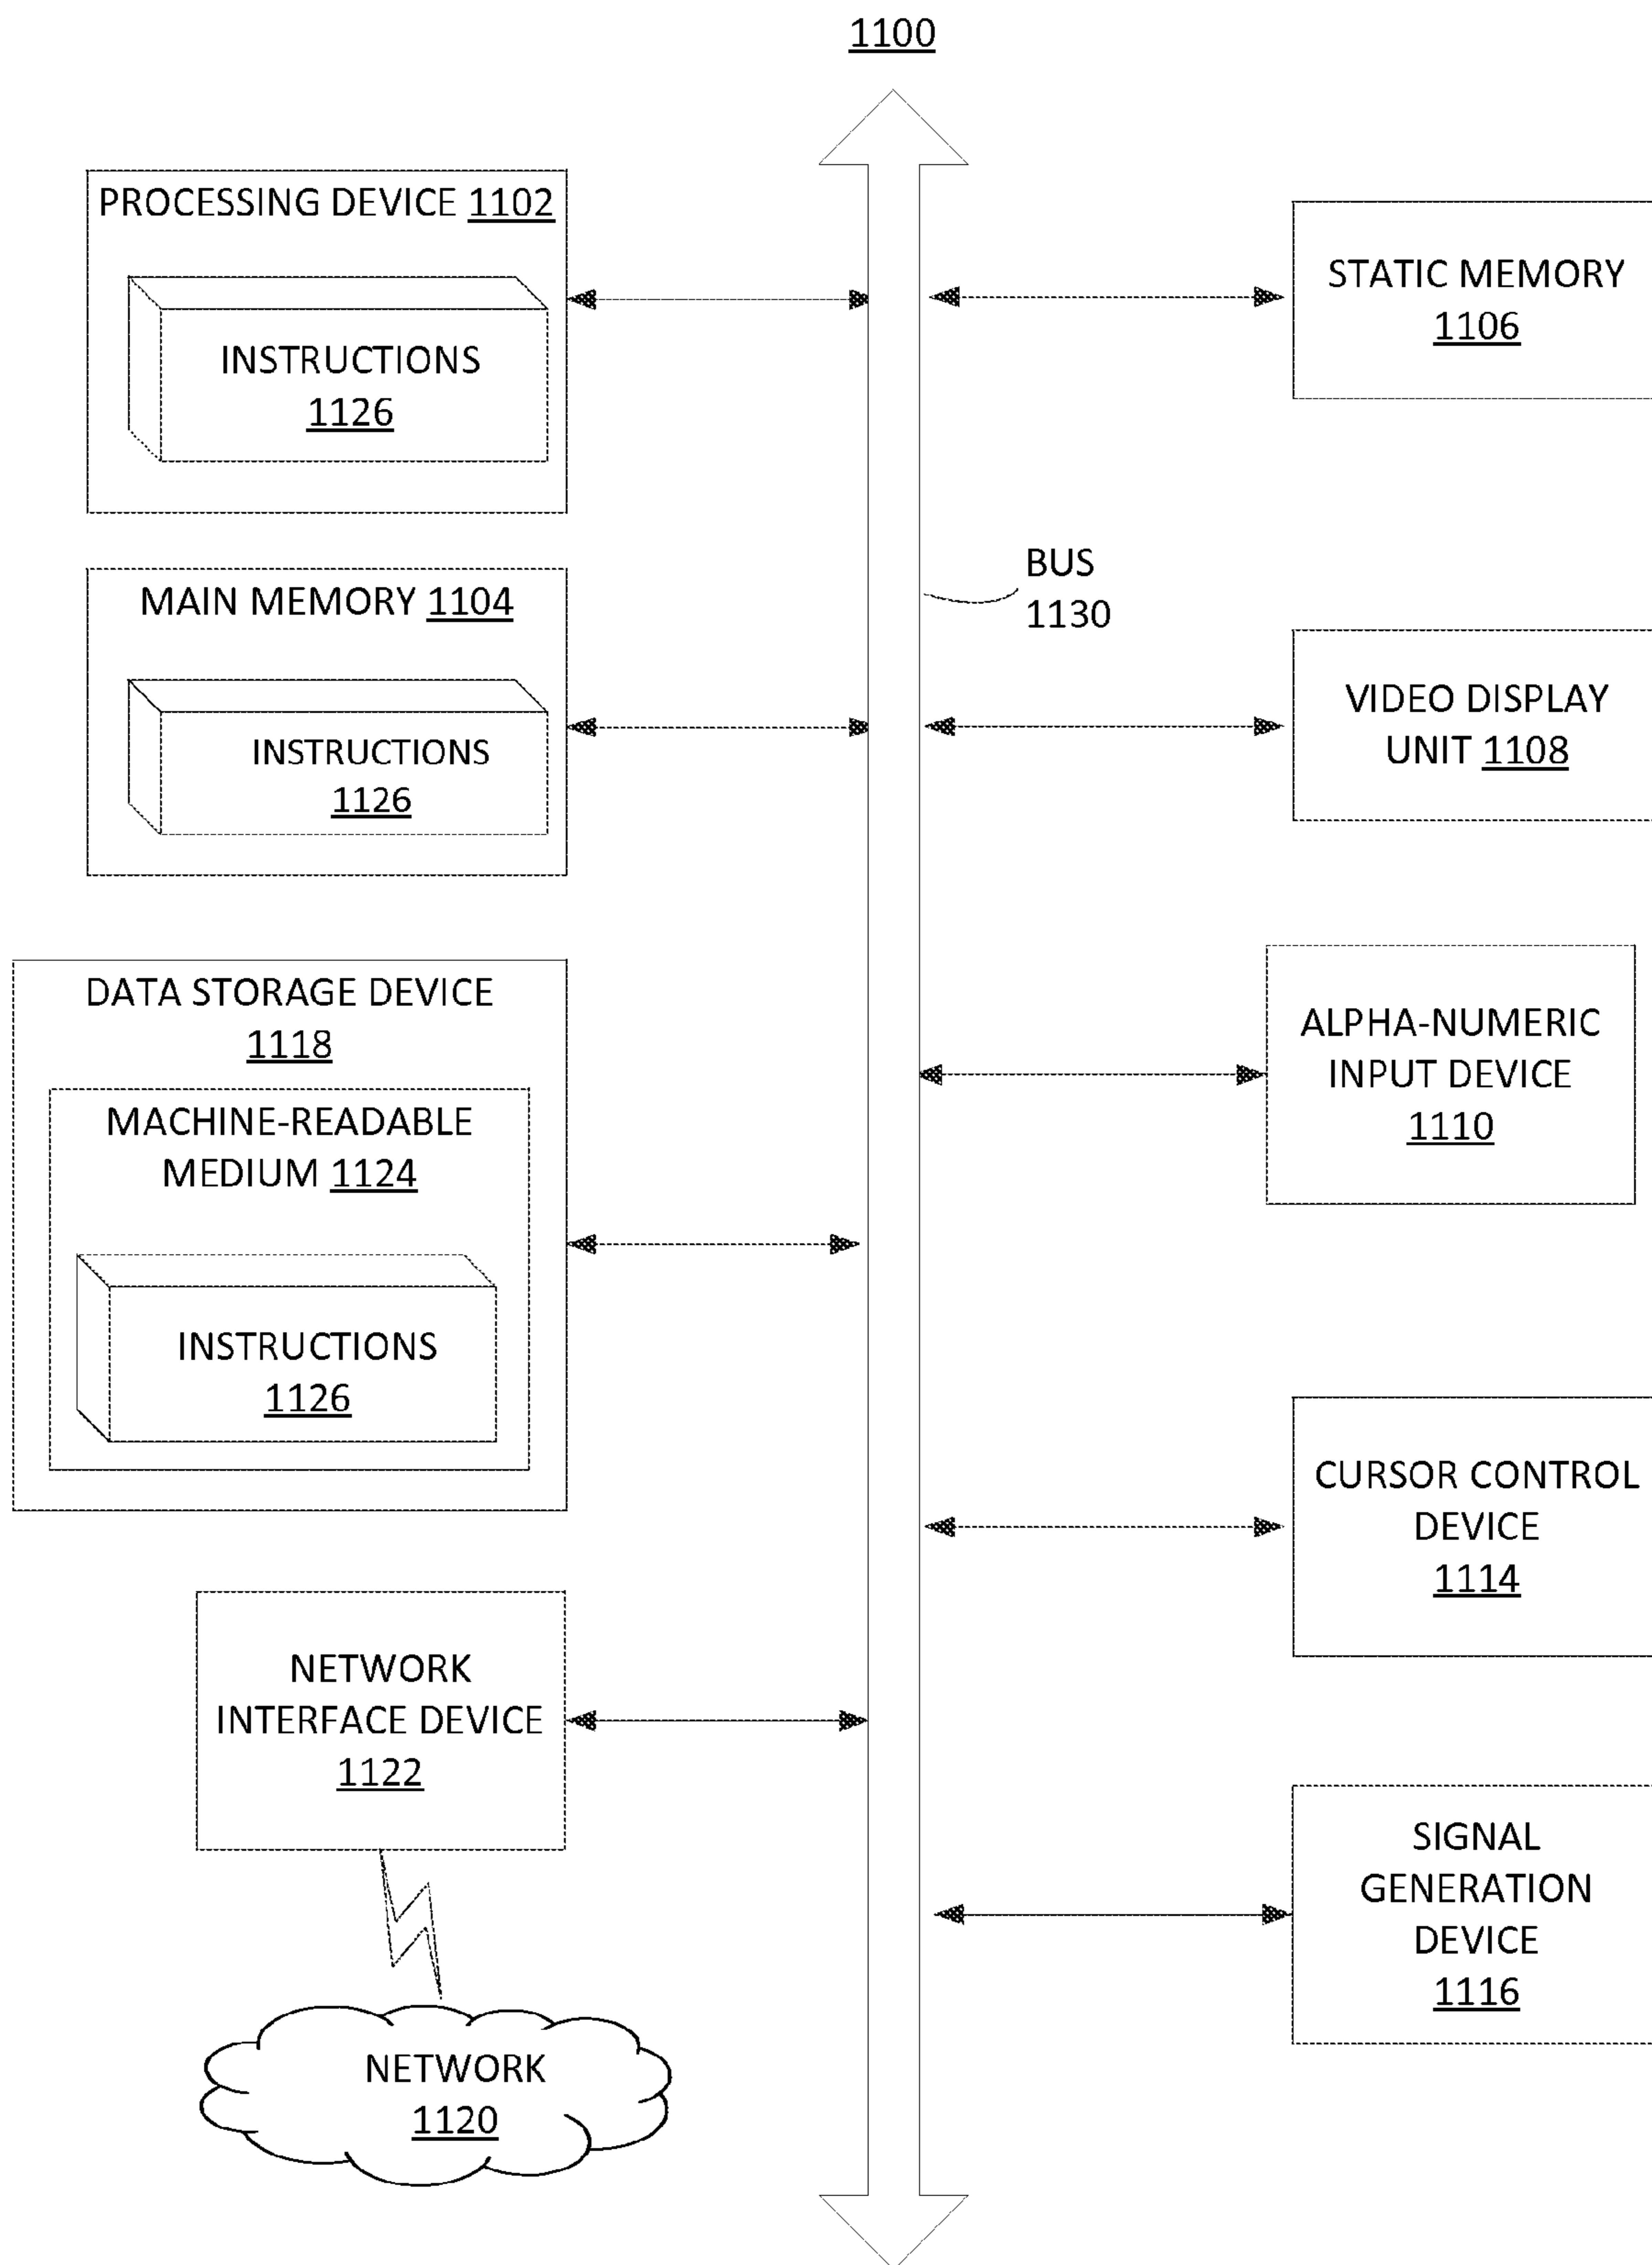 1100
PROCESSING DEVICE 1102
INSTRUCTIONS
1126
MAIN MEMORY 1104
INSTRUCTIONS
1126
DATA STORAGE DEVICE
1118
MACHINE-READABLE
MEDIUM 1124
INSTRUCTIONS
1126
NETWORK
INTERFACE DEVICE
1122
NETWORK
1120
BUS
1130
STATIC MEMORY
1106
VIDEO DISPLAY
UNIT 1108
ALPHA-NUMERIC
INPUT DEVICE
1110
CURSOR CONTROL
DEVICE
1114
SIGNAL
GENERATION
DEVICE
1116